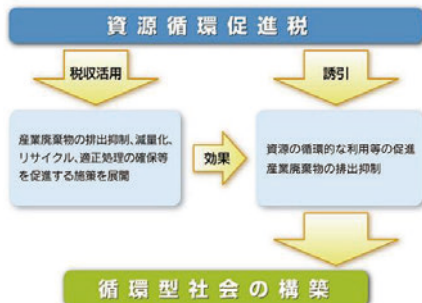 資源循環促進税
税収活用
誘引
産業廃棄物の排出抑制、減量化、
リサイクル、適正処理の確保等
を促進する施策を展開
効果
資源の循環的な利用等の促進
産業廃棄物の排出抑制
循環型社会の構築